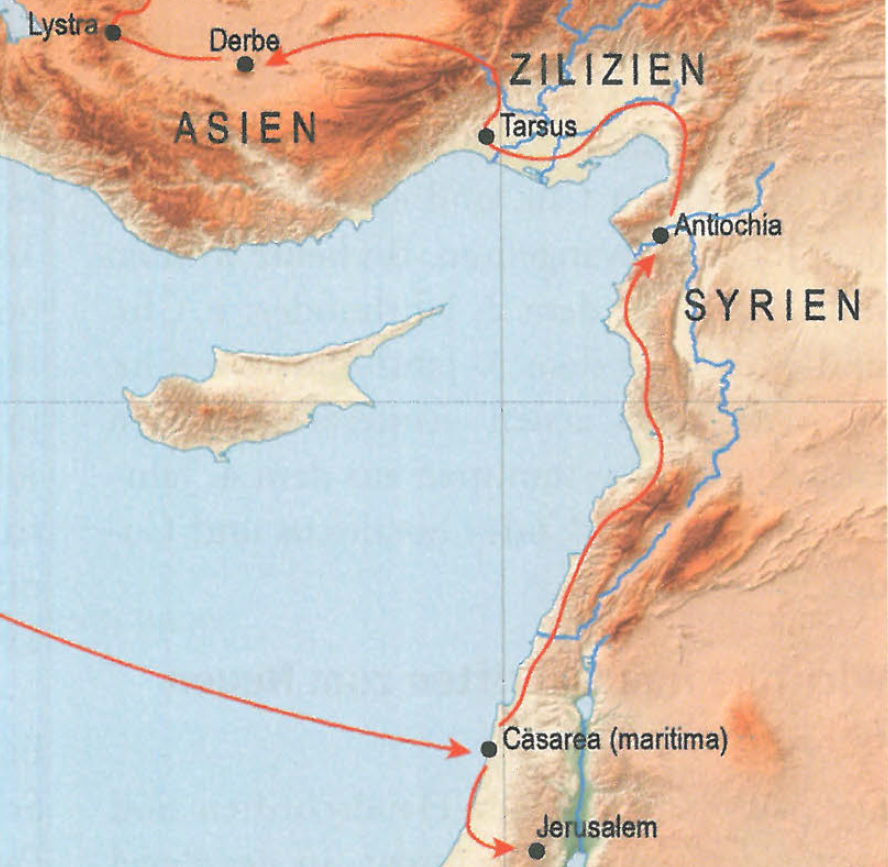 Lystra
Derbe
ZILIZIEN
ASIEN
Tarsus
Antiochia
SYRIEN
Cäsarea (maritima)
Jerusalem